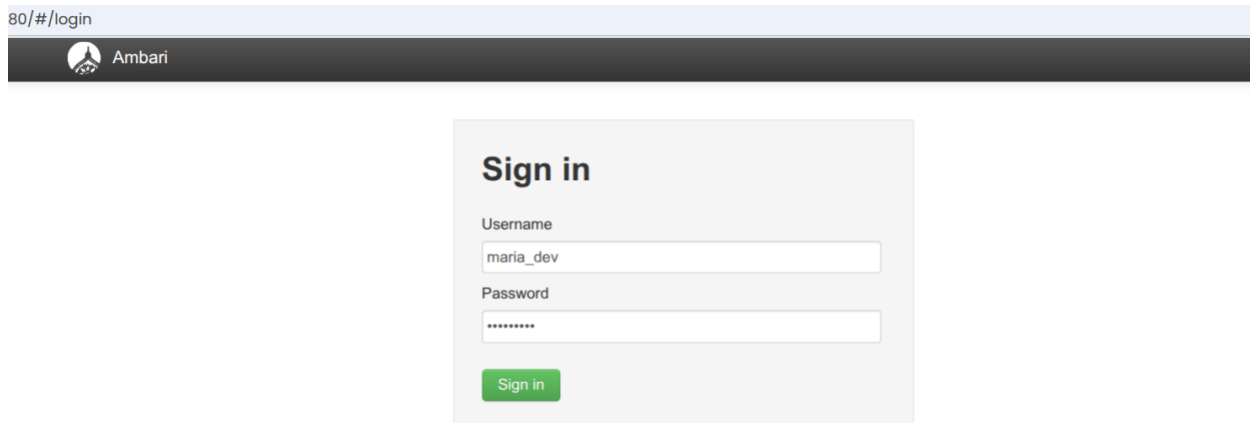 80/#/login
Ambari
Sign in
Username
maria_dev
Password
•••••••••
Sign in